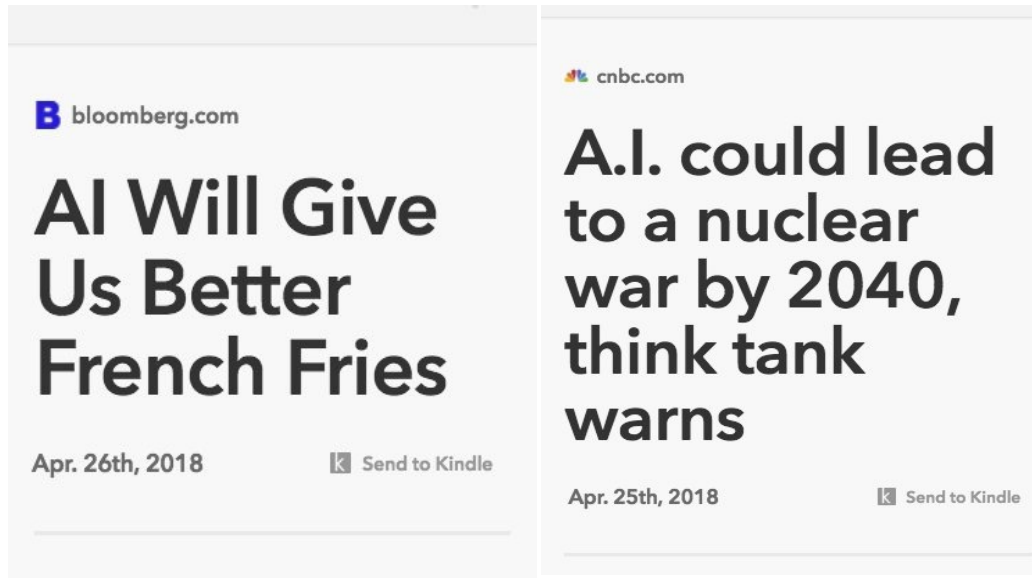 bloomberg.com
AI Will Give
Us Better
French Fries
Apr. 26th, 2018
Send to Kindle
cnbc.com
A.I. could lead
to a nuclear
war by 2040,
think tank
warns
Apr. 25th, 2018
Send to Kindle